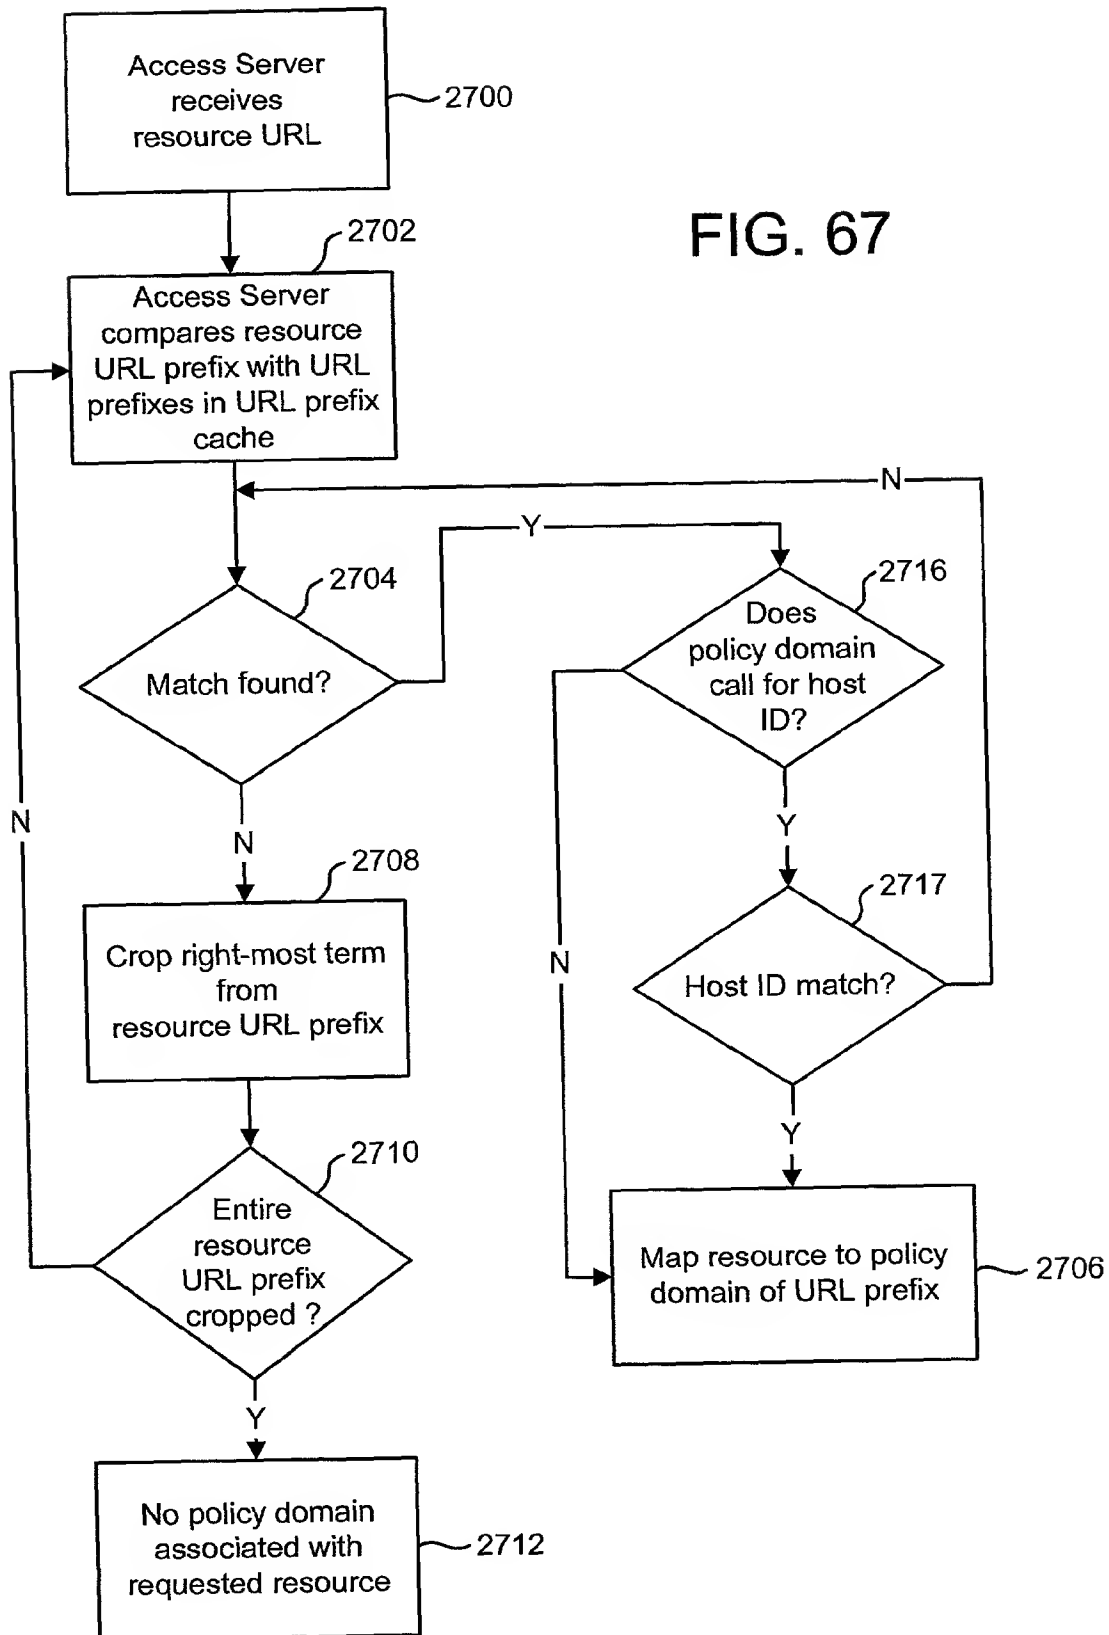 Access Server
receives
resource URL
2700
FIG. 67
2702
Access Server
compares resource
URL prefix with URL
prefixes in URL prefix
cache
N
Y
2704
Match found?
2716
Does
policy domain
call for host
ID?
N
N
Y
2708
Crop right-most term
from
resource URL prefix
2717
Host ID match?
N
Y
2710
Entire
resource
URL prefix
cropped ?
Map resource to policy
domain of URL prefix
2706
Y
No policy domain
associated with
requested resource
2712